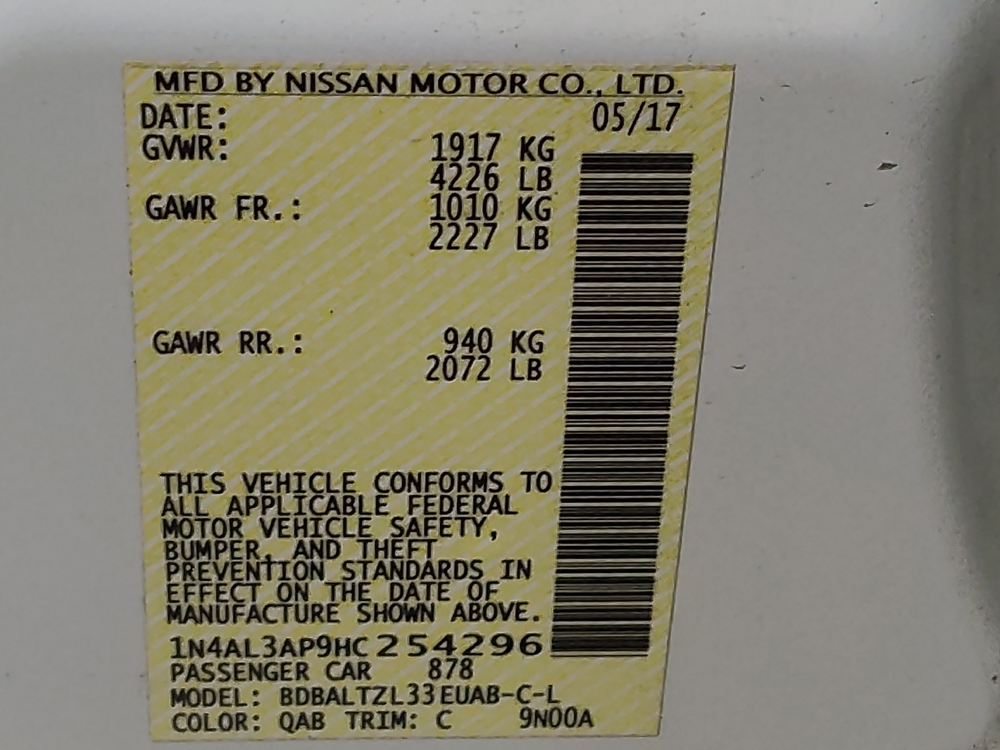 MFD BY NISSAN MOTOR CO., LTD.
DATE: 05/17
GVWR: 1917 KG
4226 LB
GAWR FR.: 1010 KG
2227 LB
GAWR RR.: 940 KG
2072 LB
THIS VEHICLE CONFORMS TO
ALL APPLICABLE FEDERAL
MOTOR VEHICLE SAFETY,
BUMPER, AND THEFT
PREVENTION STANDARDS IN
EFFECT ON THE DATE OF
MANUFACTURE SHOWN ABOVE.
1N4AL3AP9HC254296
PASSENGER CAR 878
MODEL: BDBALTZL33EUAB-C-L
COLOR: QAB TRIM: C 9N00A